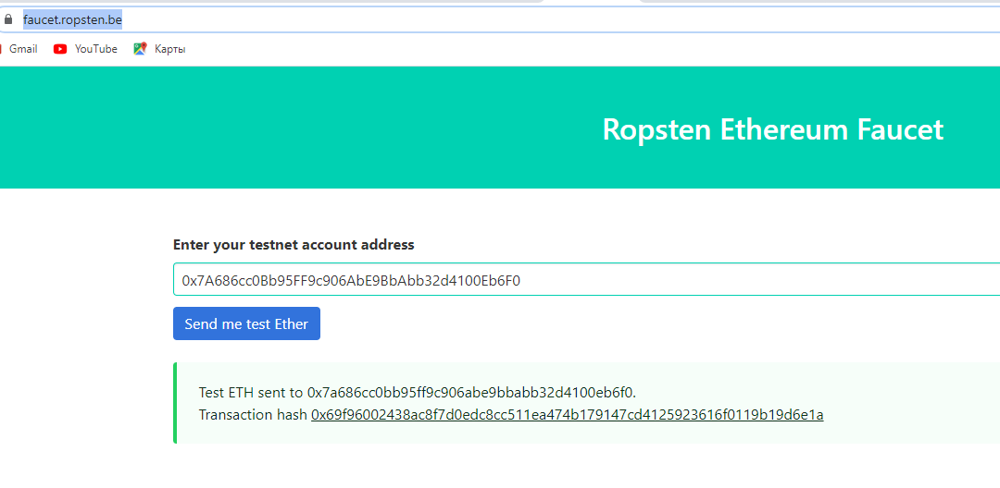 faucet.ropsten.be
Gmail YouTube Карты
Ropsten Ethereum Faucet
Enter your testnet account address
0x7A686cc0Bb95FF9c906AbE9BbAbb32d4100Eb6F0
Send me test Ether
Test ETH sent to 0x7a686cc0bb95ff9c906abe9bbabb32d4100eb6f0.
Transaction hash 0x69f96002438ac8f7d0edc8cc511ea474b179147cd4125923616f0119b19d6e1a